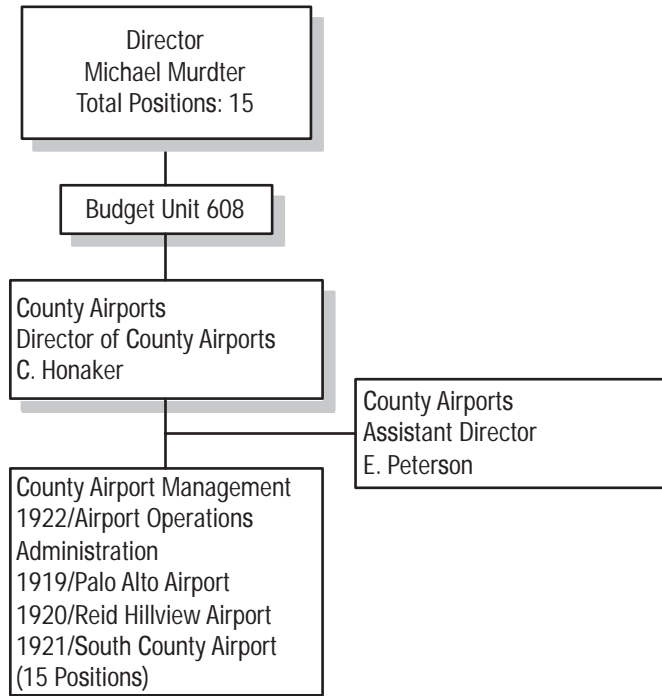 Director
Michael Murdter
Total Positions: 15
Budget Unit 608
County Airports
Director of County Airports
C. Honaker
County Airports
Assistant Director
E. Peterson
County Airport Management
1922/Airport Operations
Administration
1919/Palo Alto Airport
1920/Reid Hillview Airport
1921/South County Airport
(15 Positions)